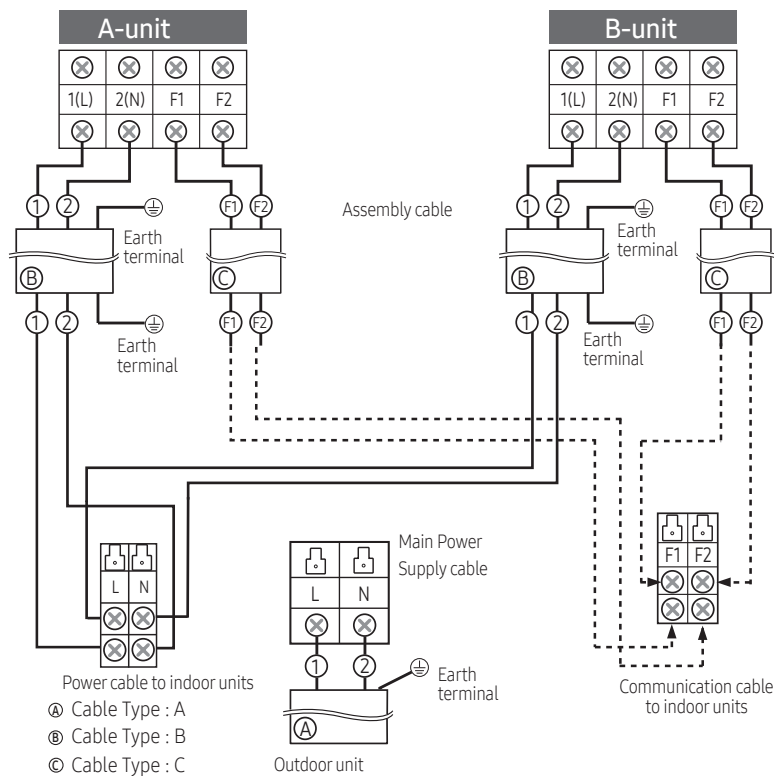 A-unit
B-unit
1(L) 2(N) F1 F2
1(L) 2(N) F1 F2
1 2 F1 F2
Assembly cable
1 2 F1 F2
Earth
terminal
Earth
terminal
B
C
B
C
1 2 F1 F2
1 2 F1 F2
Earth
terminal
Earth
terminal
L N
Power cable to indoor units
Main Power
Supply cable
L N
1 2
Earth
terminal
A
Outdoor unit
F1 F2
Communication cable
to indoor units
Ⓐ Cable Type : A
Ⓑ Cable Type : B
Ⓒ Cable Type : C